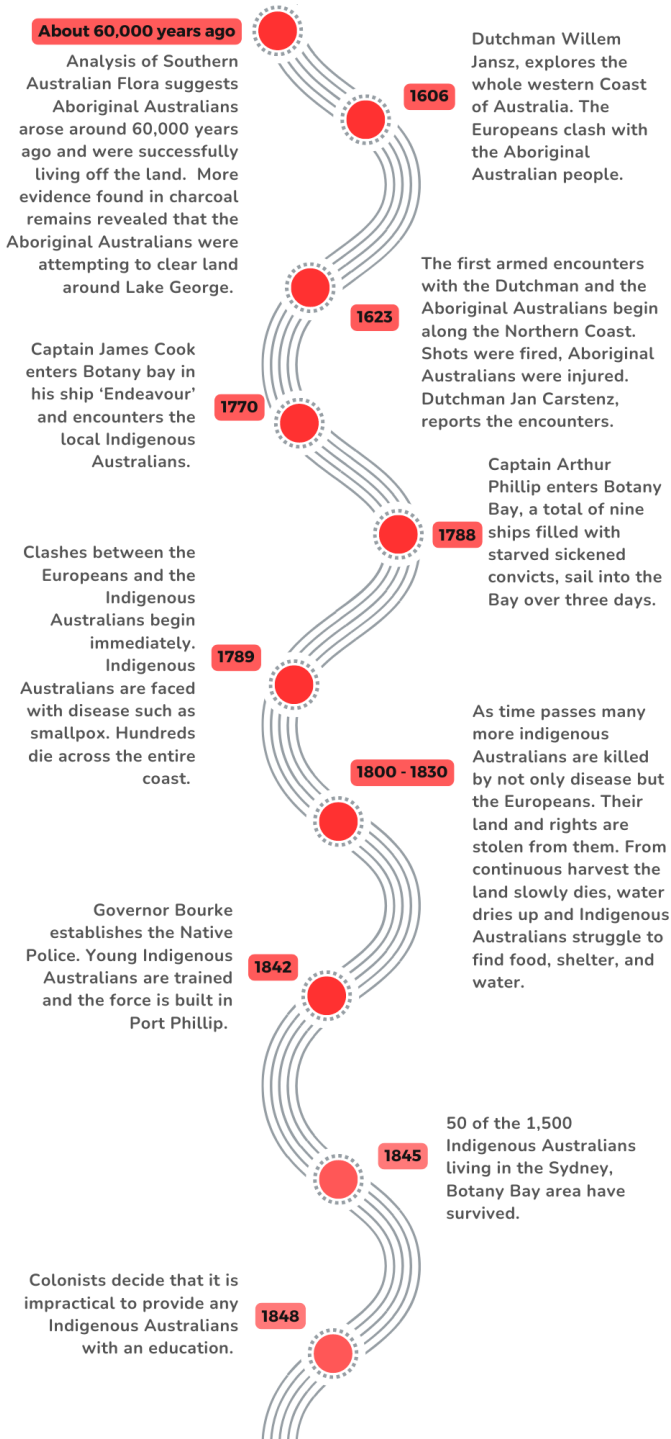 About 60,000 years ago
Analysis of Southern
Australian Flora suggests
Aboriginal Australians
arose around 60,000 years
ago and were successfully
living off the land.  More
evidence found in charcoal
remains revealed that the
Aboriginal Australians were
attempting to clear land
around Lake George.
1606
Dutchman Willem
Jansz, explores the
whole western Coast
of Australia. The
Europeans clash with
the Aboriginal
Australian people.
1623
The first armed encounters
with the Dutchman and the
Aboriginal Australians begin
along the Northern Coast.
Shots were fired, Aboriginal
Australians were injured.
Dutchman Jan Carstenz,
reports the encounters.
1770
Captain James Cook
enters Botany bay in
his ship ‘Endeavour’
and encounters the
local Indigenous
Australians.
1788
Captain Arthur
Phillip enters Botany
Bay, a total of nine
ships filled with
starved sickened
convicts, sail into the
Bay over three days.
1789
Clashes between the
Europeans and the
Indigenous
Australians begin
immediately.
Indigenous
Australians are faced
with disease such as
smallpox. Hundreds
die across the entire
coast.
1800 - 1830
As time passes many
more indigenous
Australians are killed
by not only disease but
the Europeans. Their
land and rights are
stolen from them. From
continuous harvest the
land slowly dies, water
dries up and Indigenous
Australians struggle to
find food, shelter, and
water.
1842
Governor Bourke
establishes the Native
Police. Young Indigenous
Australians are trained
and the force is built in
Port Phillip.
1845
50 of the 1,500
Indigenous Australians
living in the Sydney,
Botany Bay area have
survived.
1848
Colonists decide that it is
impractical to provide any
Indigenous Australians
with an education.